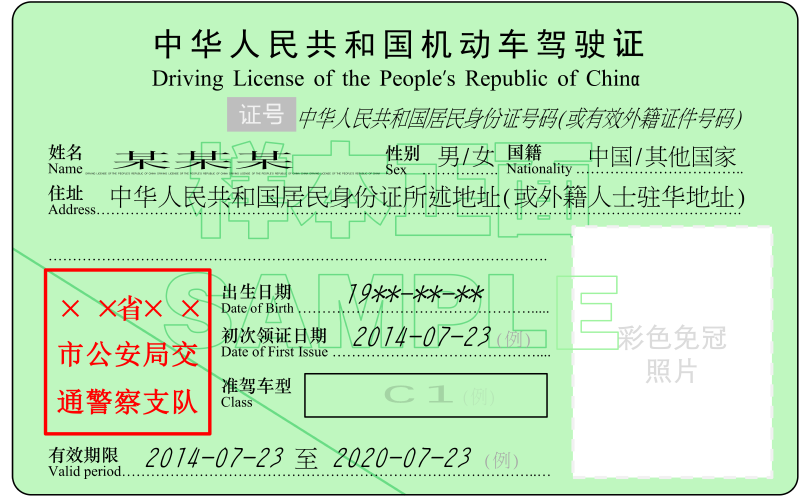 中华人民共和国机动车驾驶证
Driving License of the People's Republic of China
证号 中华人民共和国居民身份证号码(或有效外籍证件号码)
姓名 某某某 性别 男/女 国籍 中国/其他国家
Name Sex Nationality
住址 中华人民共和国居民身份证所述地址(或外籍人士驻华地址)
Address
样本正面
SAMPLE
× ×省× ×
市公安局交
通警察支队
出生日期 19**-**-**
Date of Birth
初次领证日期 2014-07-23 (例)
Date of First Issue
准驾车型 C1 (例)
Class
彩色免冠
照片
有效期限 2014-07-23 至 2020-07-23 (例)
Valid period